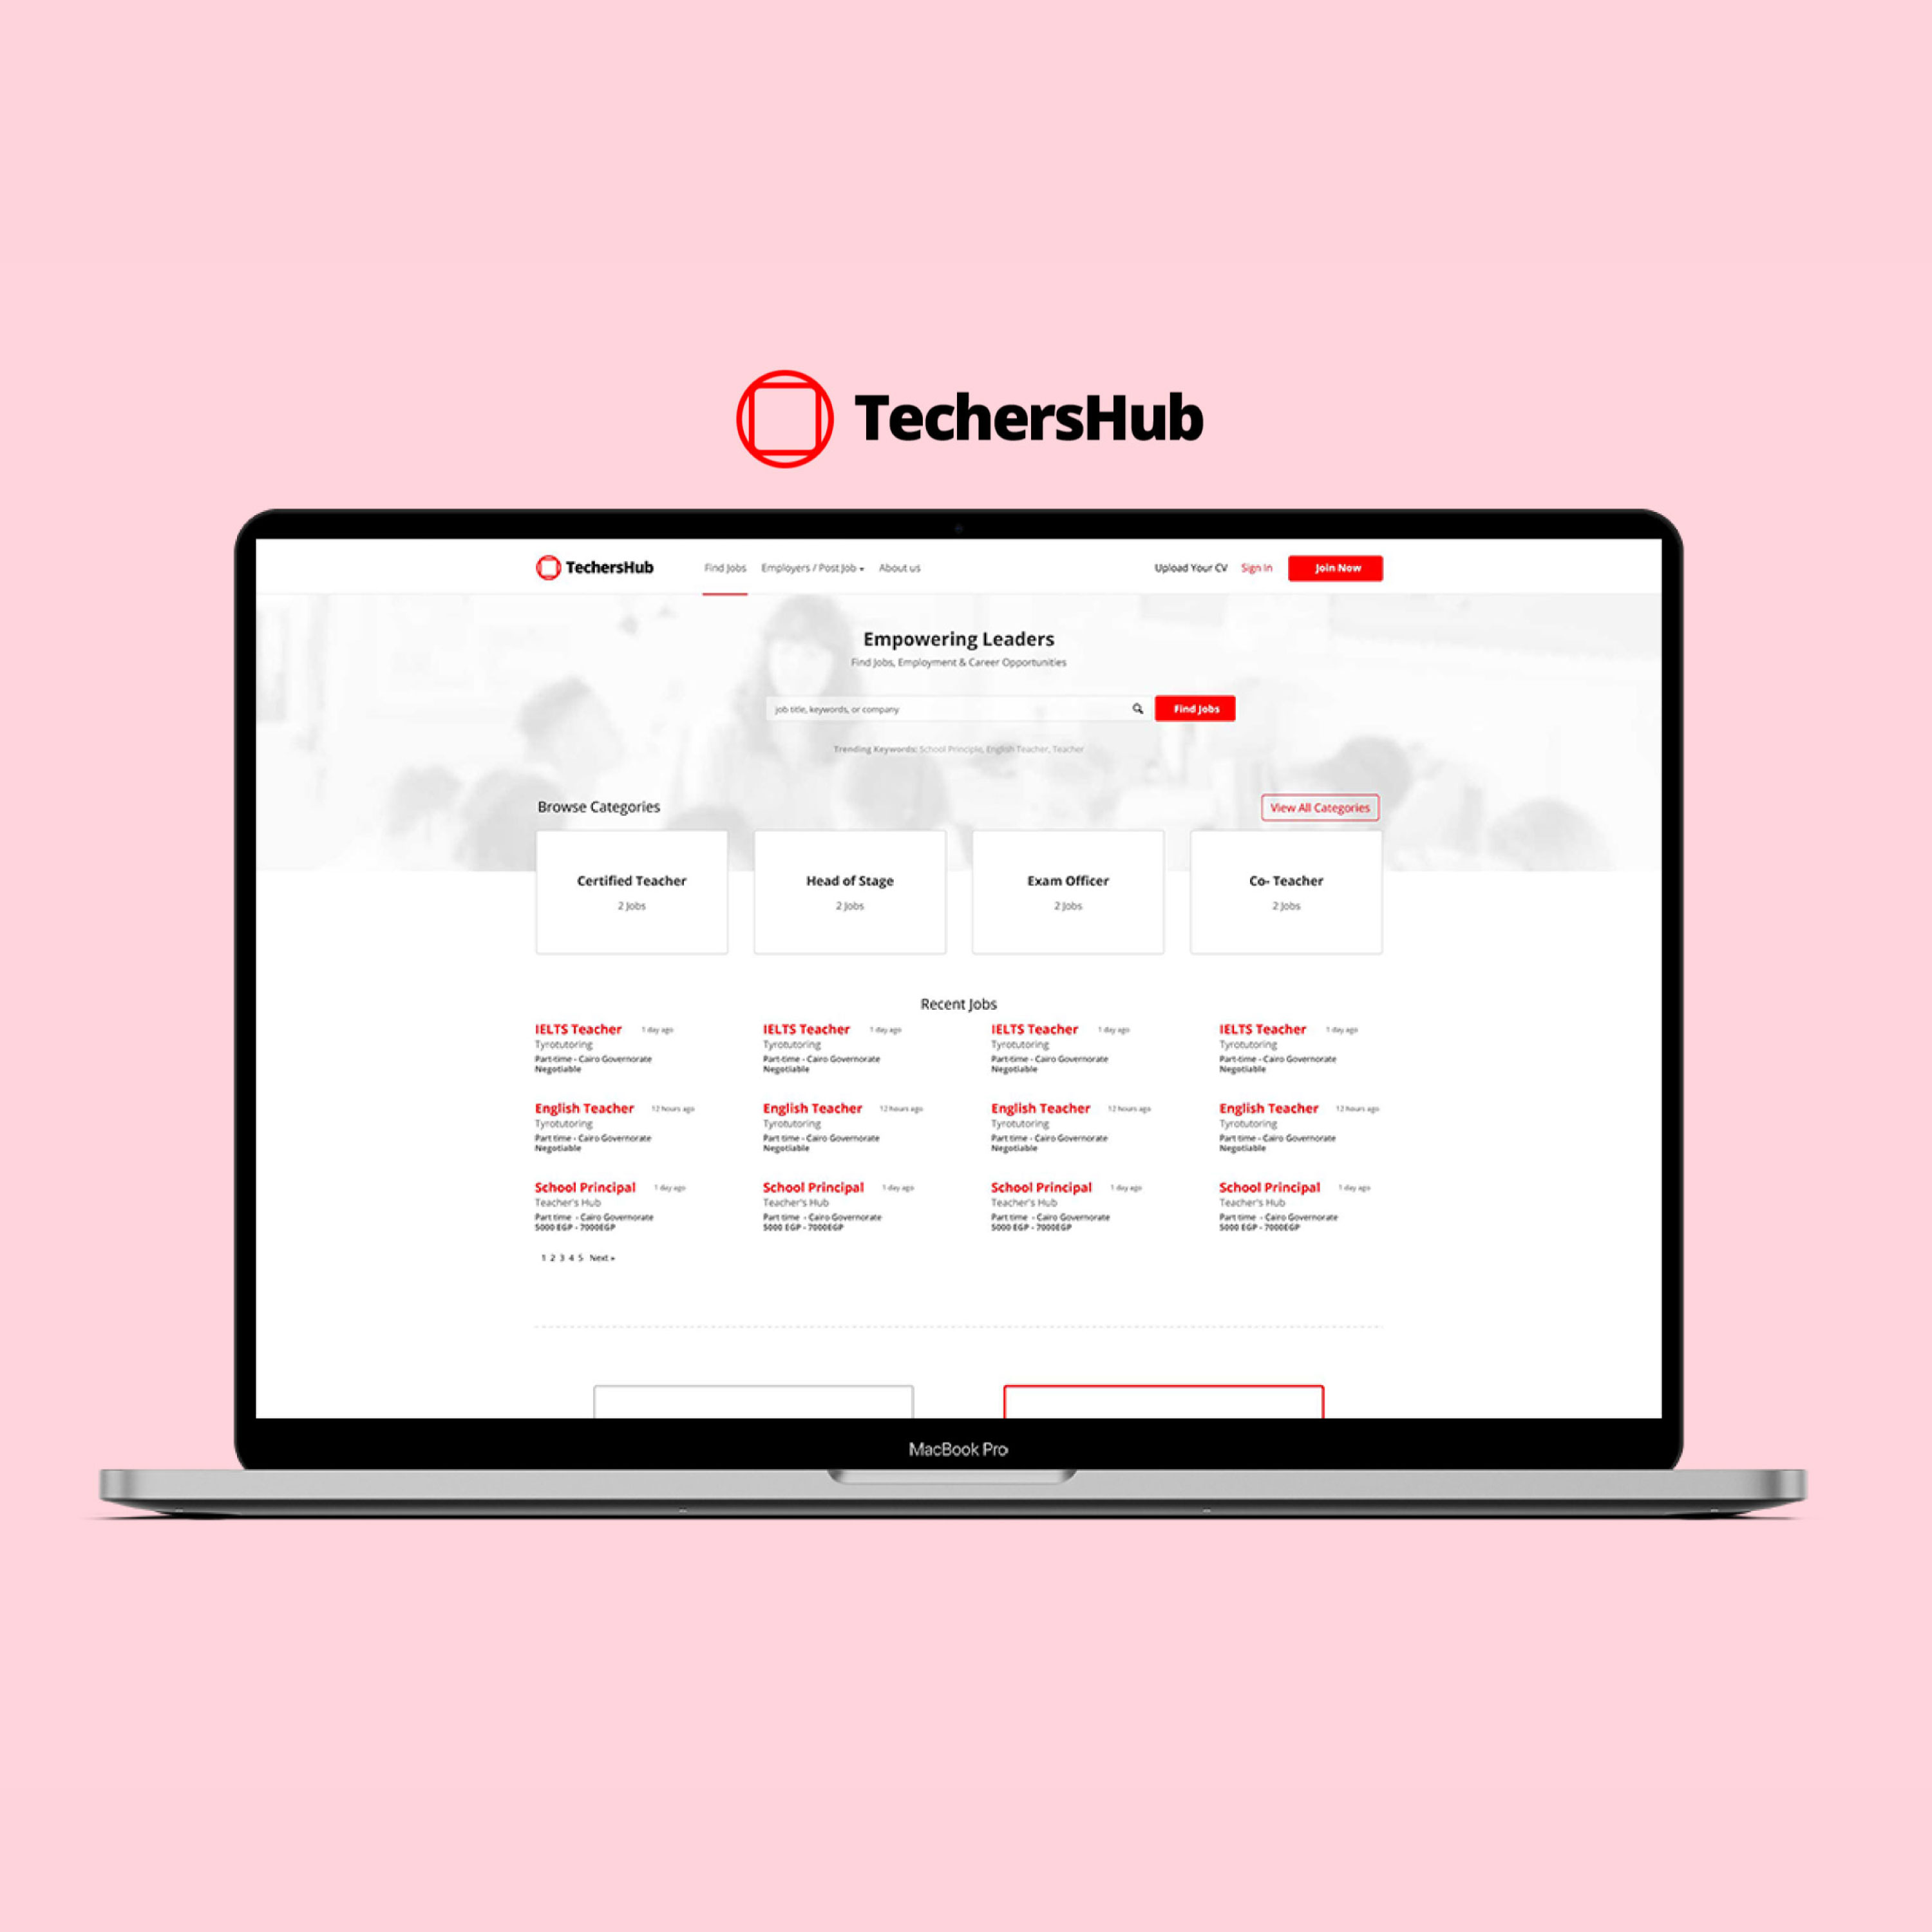 TechersHub
TechersHub Find Jobs Employers / Post Job About us Upload Your CV Sign In Join Now
Empowering Leaders
Find Jobs, Employment & Career Opportunities
job title, keywords, or company Find Jobs
Trending Keywords: School Principle, English Teacher, Teacher
Browse Categories View All Categories
Certified Teacher Head of Stage Exam Officer Co- Teacher
2 Jobs 2 Jobs 2 Jobs 2 Jobs
Recent Jobs
IELTS Teacher 1 day ago IELTS Teacher 1 day ago IELTS Teacher 1 day ago IELTS Teacher 1 day ago
Tyrotutoring Tyrotutoring Tyrotutoring Tyrotutoring
Part-time - Cairo Governorate Part-time - Cairo Governorate Part-time - Cairo Governorate Part-time - Cairo Governorate
Negotiable Negotiable Negotiable Negotiable
English Teacher 12 hours ago English Teacher 12 hours ago English Teacher 12 hours ago English Teacher 12 hours ago
Tyrotutoring Tyrotutoring Tyrotutoring Tyrotutoring
Part time - Cairo Governorate Part time - Cairo Governorate Part time - Cairo Governorate Part time - Cairo Governorate
Negotiable Negotiable Negotiable Negotiable
School Principal 1 day ago School Principal 1 day ago School Principal 1 day ago School Principal 1 day ago
Teacher's Hub Teacher's Hub Teacher's Hub Teacher's Hub
Part time - Cairo Governorate Part time - Cairo Governorate Part time - Cairo Governorate Part time - Cairo Governorate
5000 EGP - 7000EGP 5000 EGP - 7000EGP 5000 EGP - 7000EGP 5000 EGP - 7000EGP
1 2 3 4 5 Next »
MacBook Pro